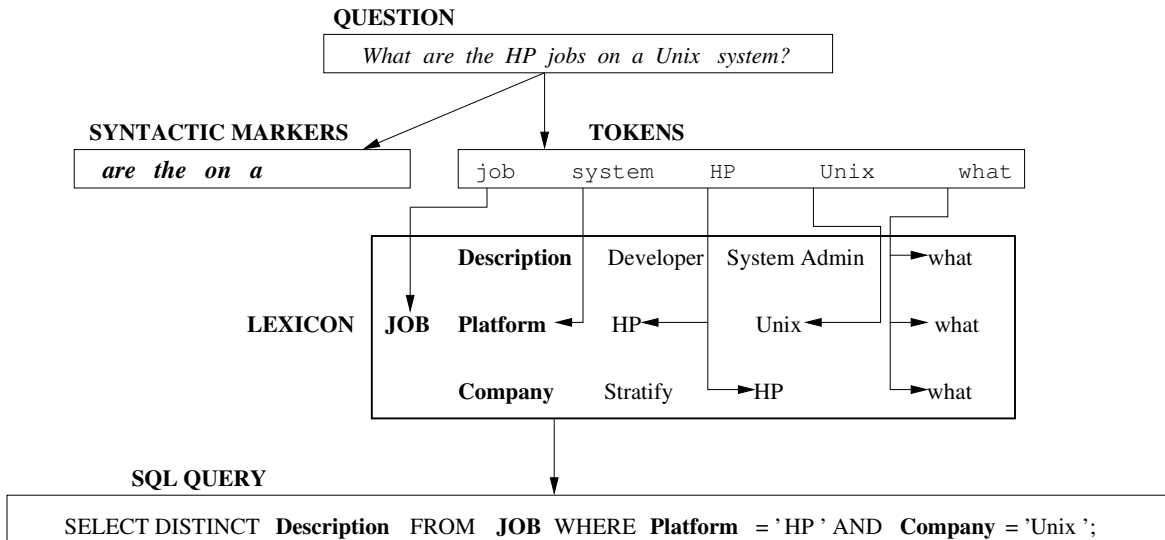 QUESTION
What are the HP jobs on a Unix system?
SYNTACTIC MARKERS TOKENS
are the on a
job system HP Unix what
Description Developer System Admin what
LEXICON JOB Platform HP Unix what
Company Stratify HP what
SQL QUERY
SELECT DISTINCT Description FROM JOB WHERE Platform = ' HP ' AND Company = 'Unix ';